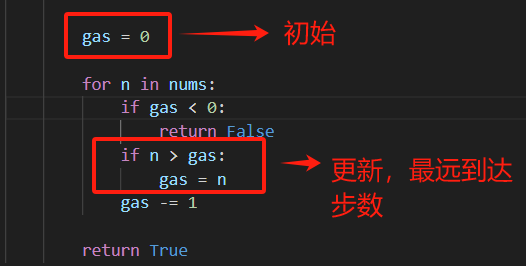 gas = 0
初始
for n in nums:
if gas < 0:
return False
if n > gas:
gas = n
更新，最远到达
步数
gas -= 1
return True